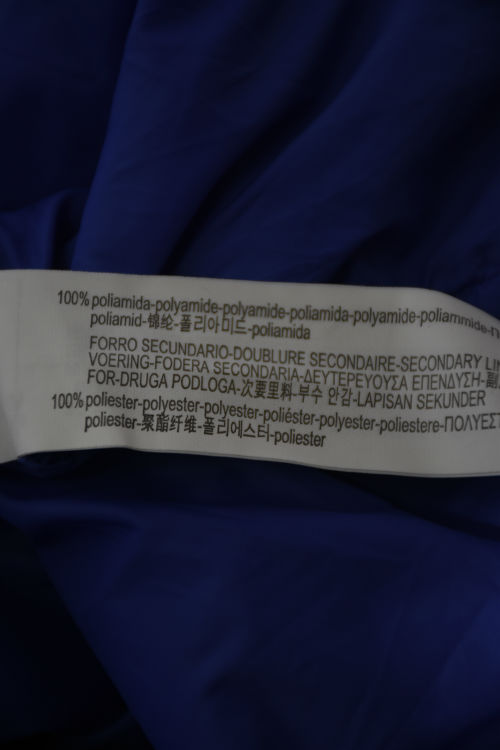 100% poliamida-polyamide-polyamide-poliamida-polyamide-poliammide-
poliamid-锦纶-폴리아미드-poliamida
FORRO SECUNDARIO-DOUBLURE SECONDAIRE-SECONDARY
VOERING-FODERA SECONDARIA-ΔΕΥΤΕΡΕΥΟΥΣΑ ΕΠΕΝΔΥΣΗ-副
FOR-DRUGA PODLOGA-次要里料-부수 안감-LAPISAN SEKUNDER
100% poliester-polyester-polyester-poliéster-polyester-poliestere-ΠΟΛΥΕΣΤ
poliester-聚酯纤维-폴리에스터-poliester